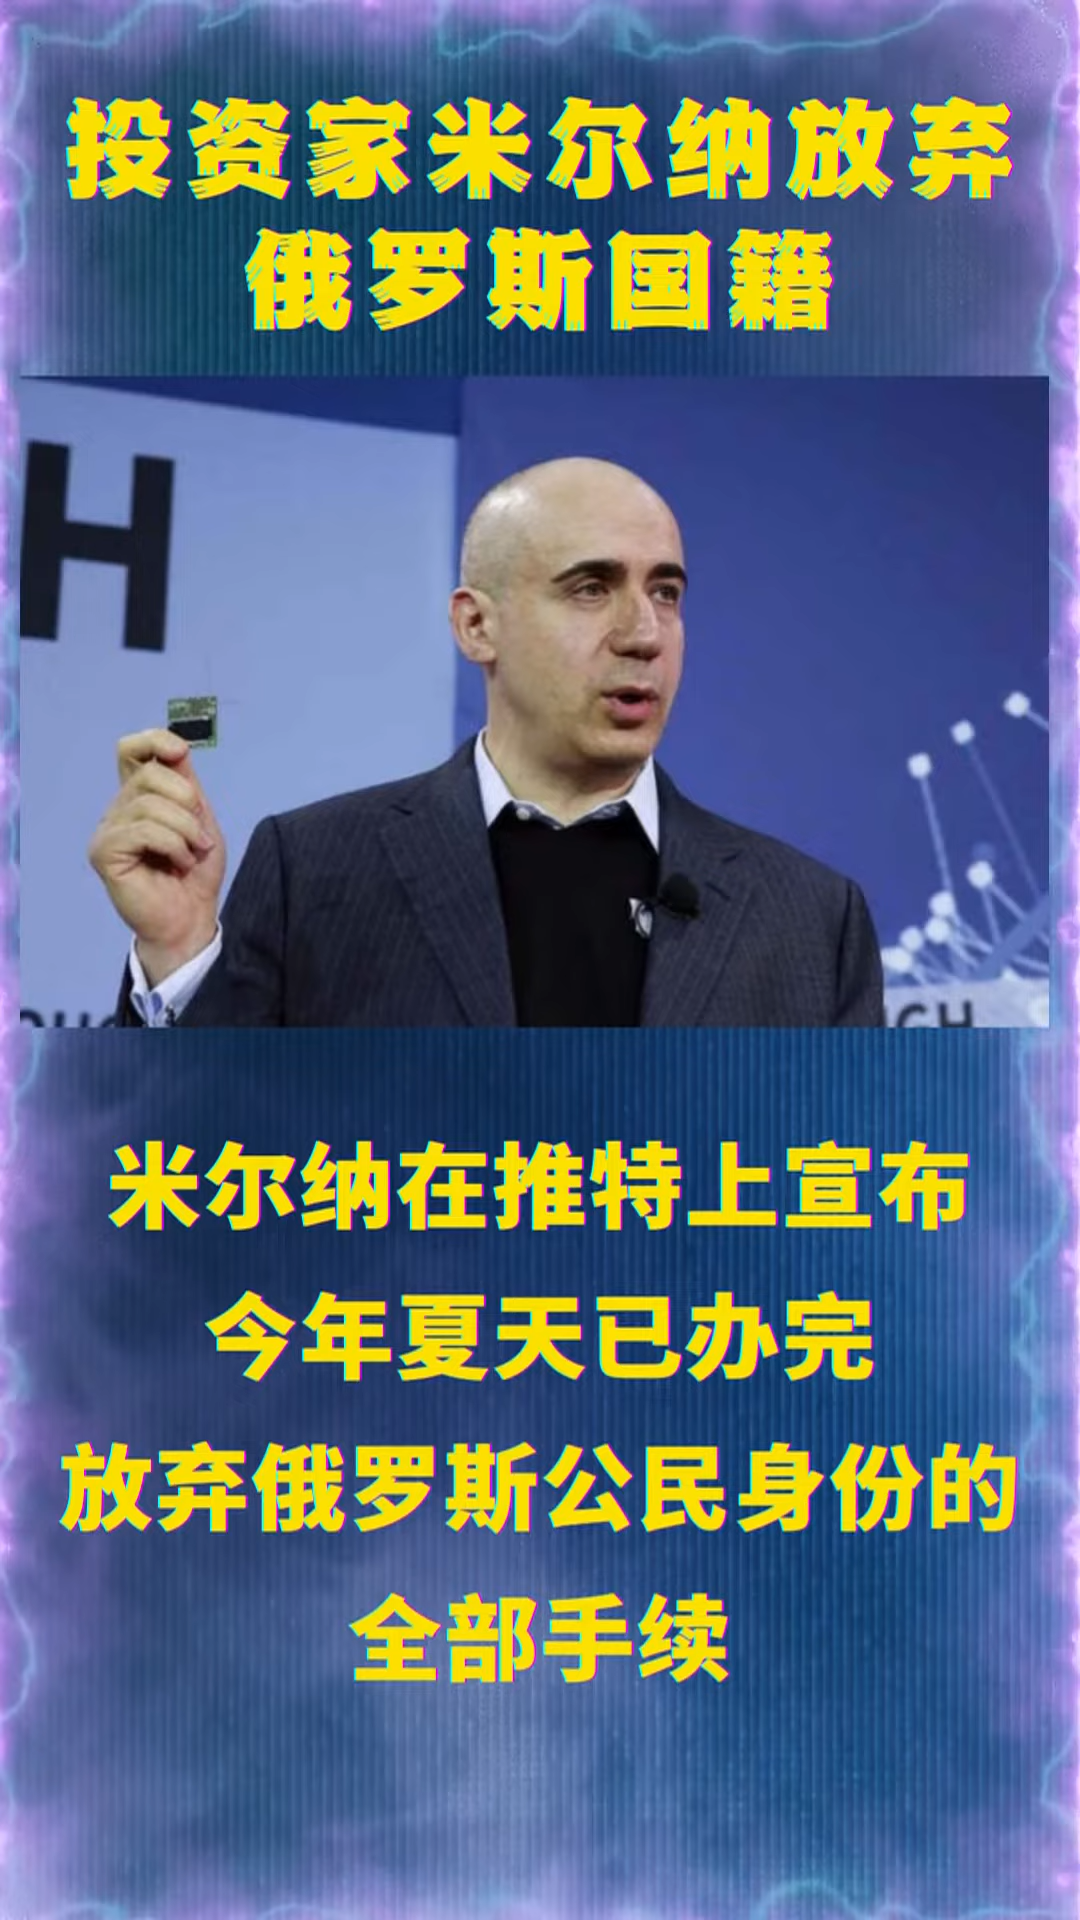 投资家米尔纳放弃
俄罗斯国籍
H
米尔纳在推特上宣布
今年夏天已办完
放弃俄罗斯公民身份的
全部手续